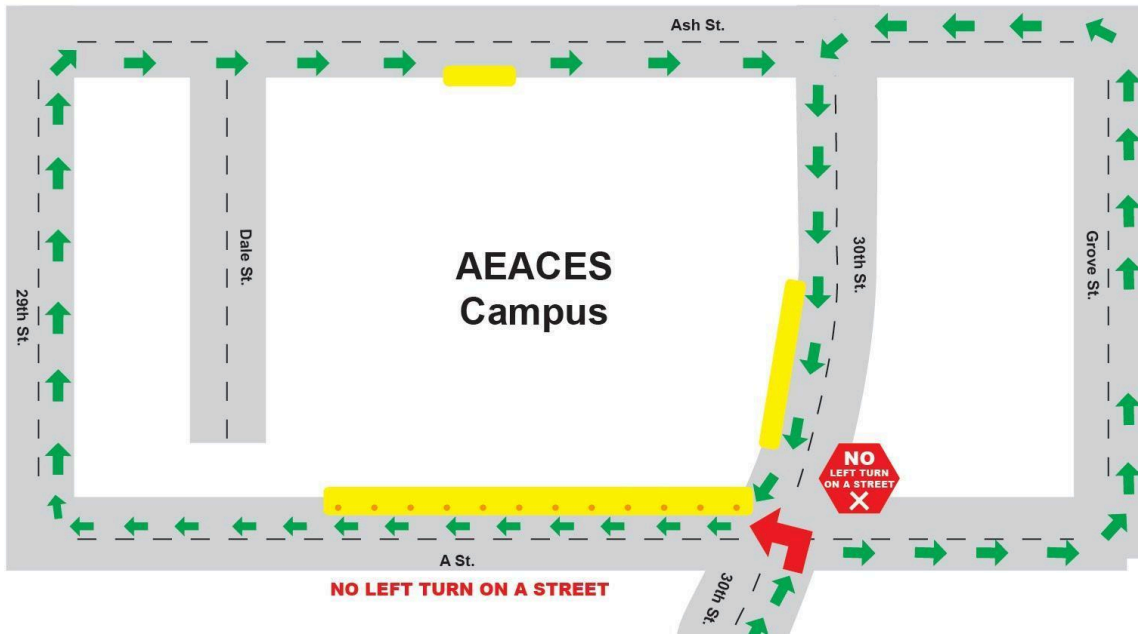 Ash St.
Dale St.
29th St.
AEACES
Campus
30th St.
Grove St.
NO
LEFT TURN
ON A STREET
A St.
NO LEFT TURN ON A STREET
30th St.